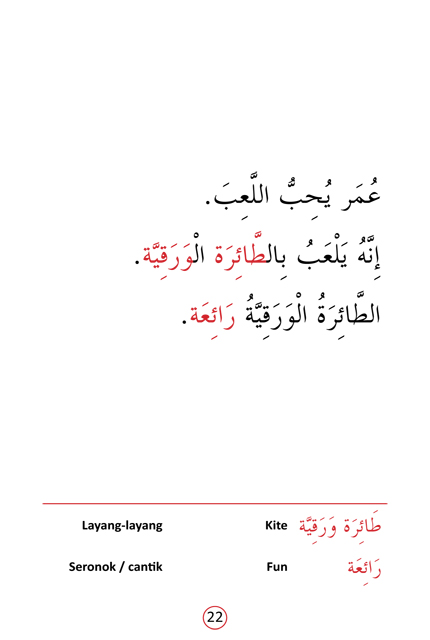 عُمَر يُحِبُّ اللَّعِبَ.
إِنَّهُ يَلْعَبُ بِالطَّائِرَة الْوَرَقِيَّة.
الطَّائِرَةُ الْوَرَقِيَّةُ رَائِعَة.
طَائِرَة وَرَقِيَّة Kite Layang-layang
رَائِعَة Fun Seronok / cantik
22